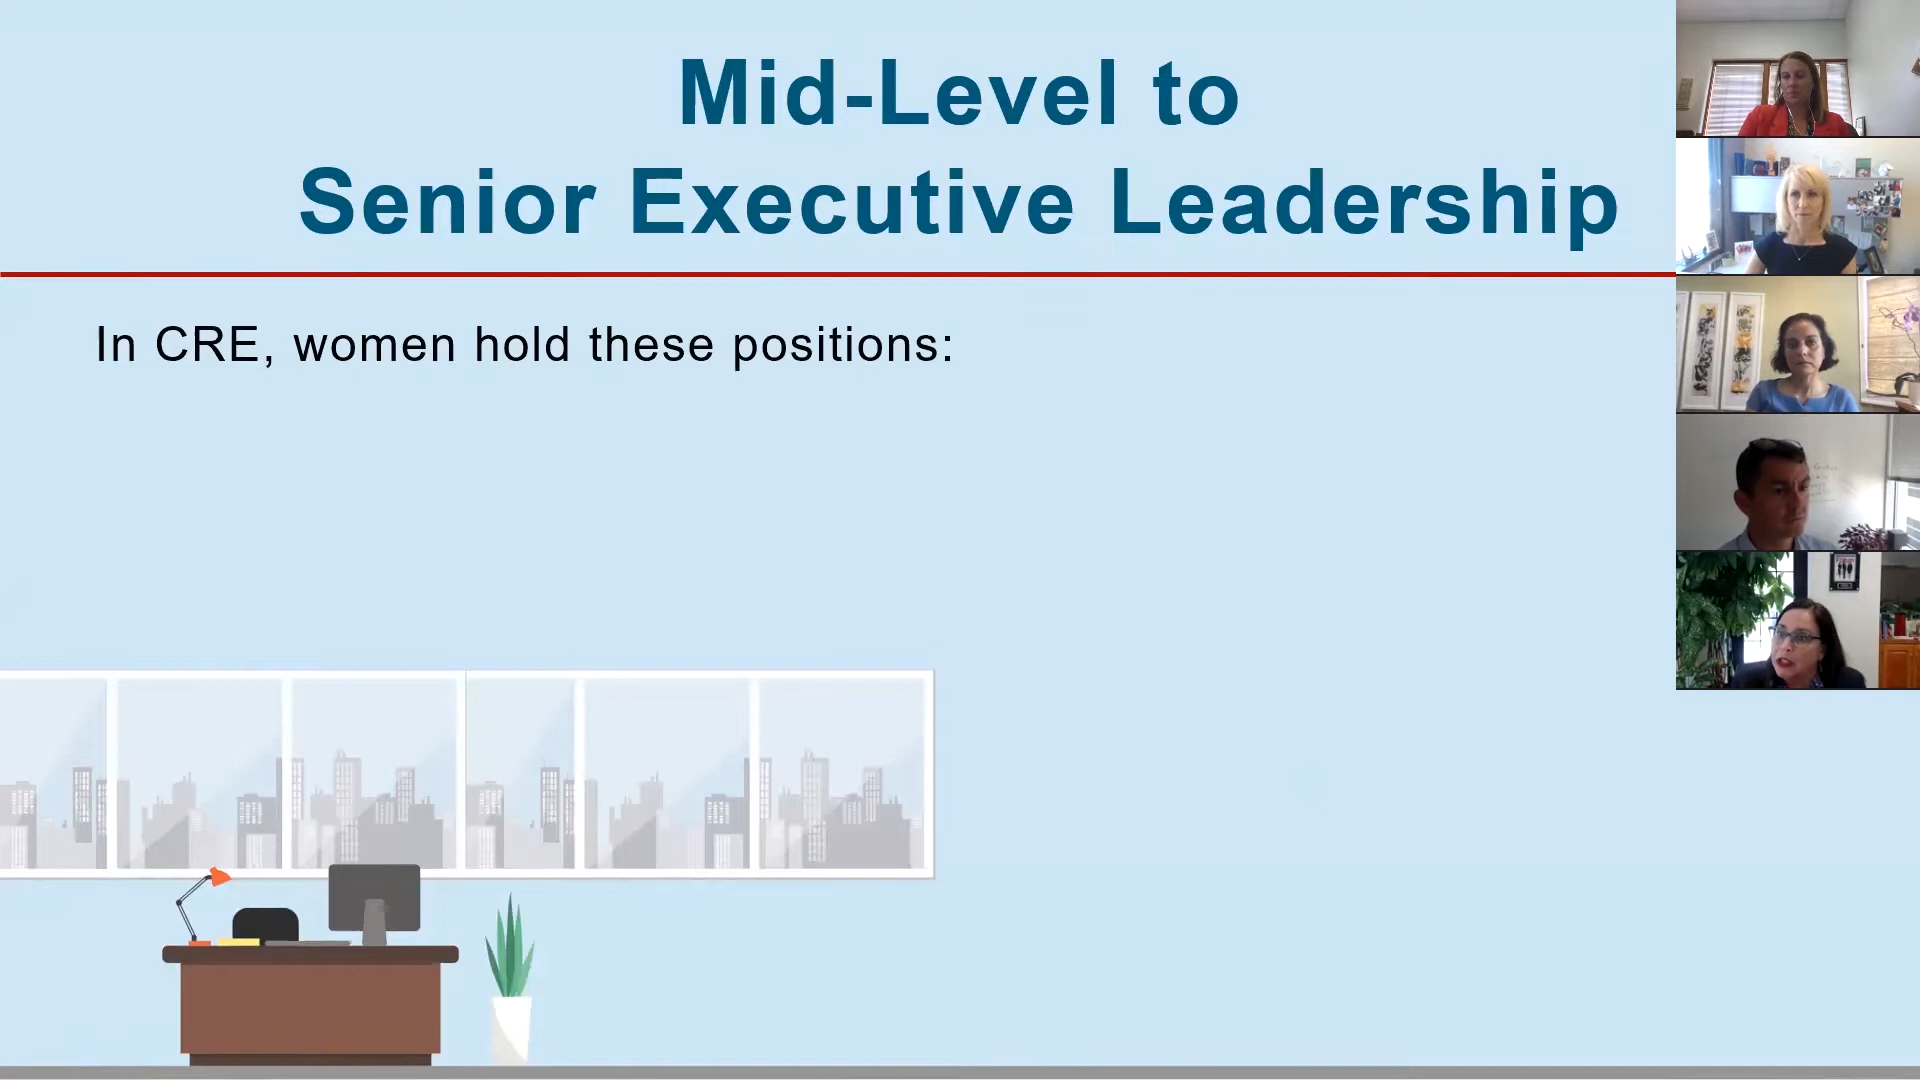 Mid-Level to
Senior Executive Leadership
In CRE, women hold these positions: